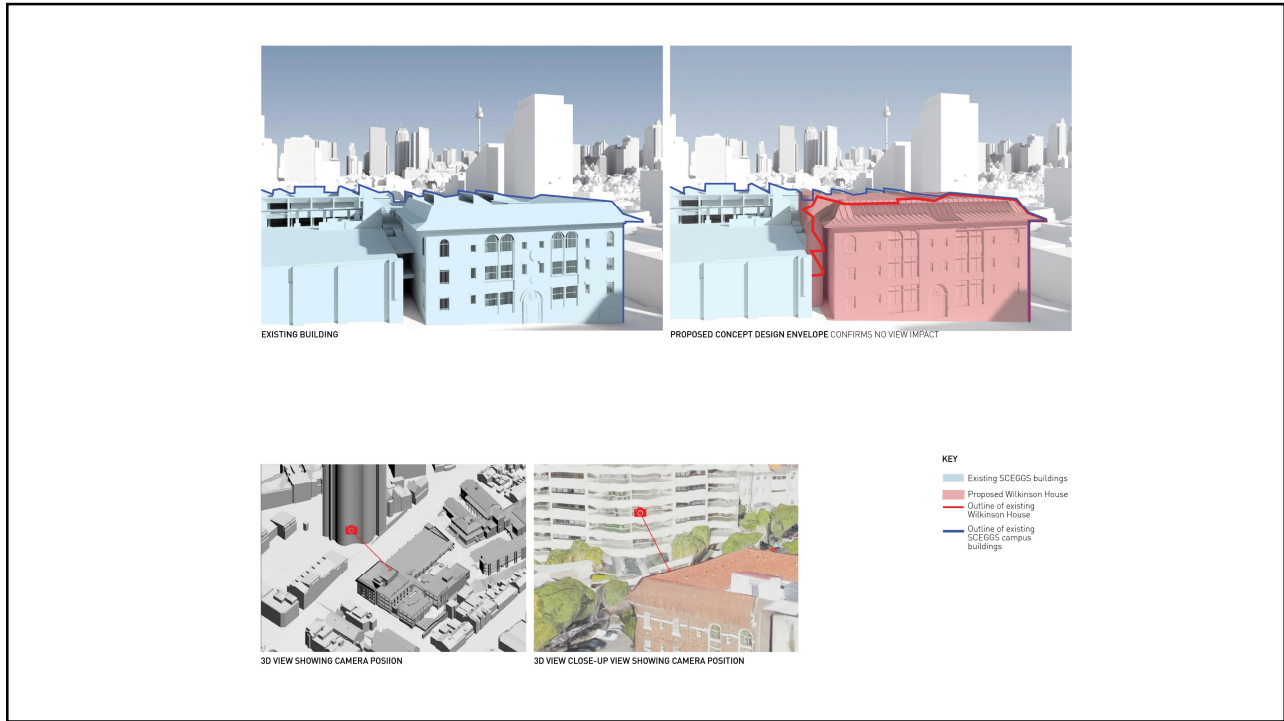 EXISTING BUILDING
PROPOSED CONCEPT DESIGN ENVELOPE CONFIRMS NO VIEW IMPACT
3D VIEW SHOWING CAMERA POSIION
3D VIEW CLOSE-UP VIEW SHOWING CAMERA POSITION
KEY
Existing SCEGGS buildings
Proposed Wilkinson House
Outline of existing
Wilkinson House
Outline of existing
SCEGGS campus
buildings